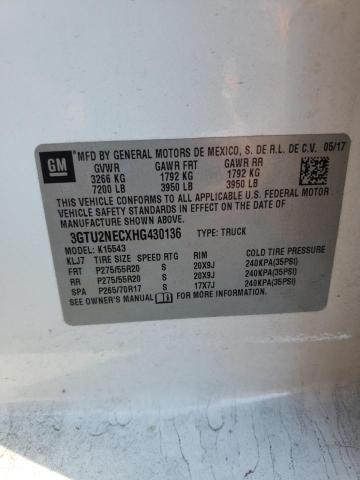 GM
MFD BY GENERAL MOTORS DE MEXICO, S. DE R.L. DE C.V. 05/17
GVWR GAWR FRT GAWR RR
3266 KG 1792 KG 1792 KG
7200 LB 3950 LB 3950 LB
THIS VEHICLE CONFORMS TO ALL APPLICABLE U.S. FEDERAL MOTOR
VEHICLE SAFETY AND THEFT PREVENTION STANDARDS IN EFFECT ON THE DATE OF
MANUFACTURE SHOWN ABOVE.
3GTU2NECXHG430136 TYPE: TRUCK
MODEL: K15543
KLJ7 TIRE SIZE SPEED RTG RIM COLD TIRE PRESSURE
FRT P275/55R20 S 20X9J 240KPA(35PSI)
RR P275/55R20 S 20X9J 240KPA(35PSI)
SPA P265/70R17 S 17X7J 240KPA(35PSI)
SEE OWNER'S MANUAL FOR ADDITIONAL INFORMATION